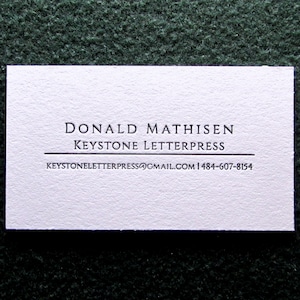 Donald Mathisen
Keystone Letterpress
keystoneletterpress@gmail.com | 484-607-8154